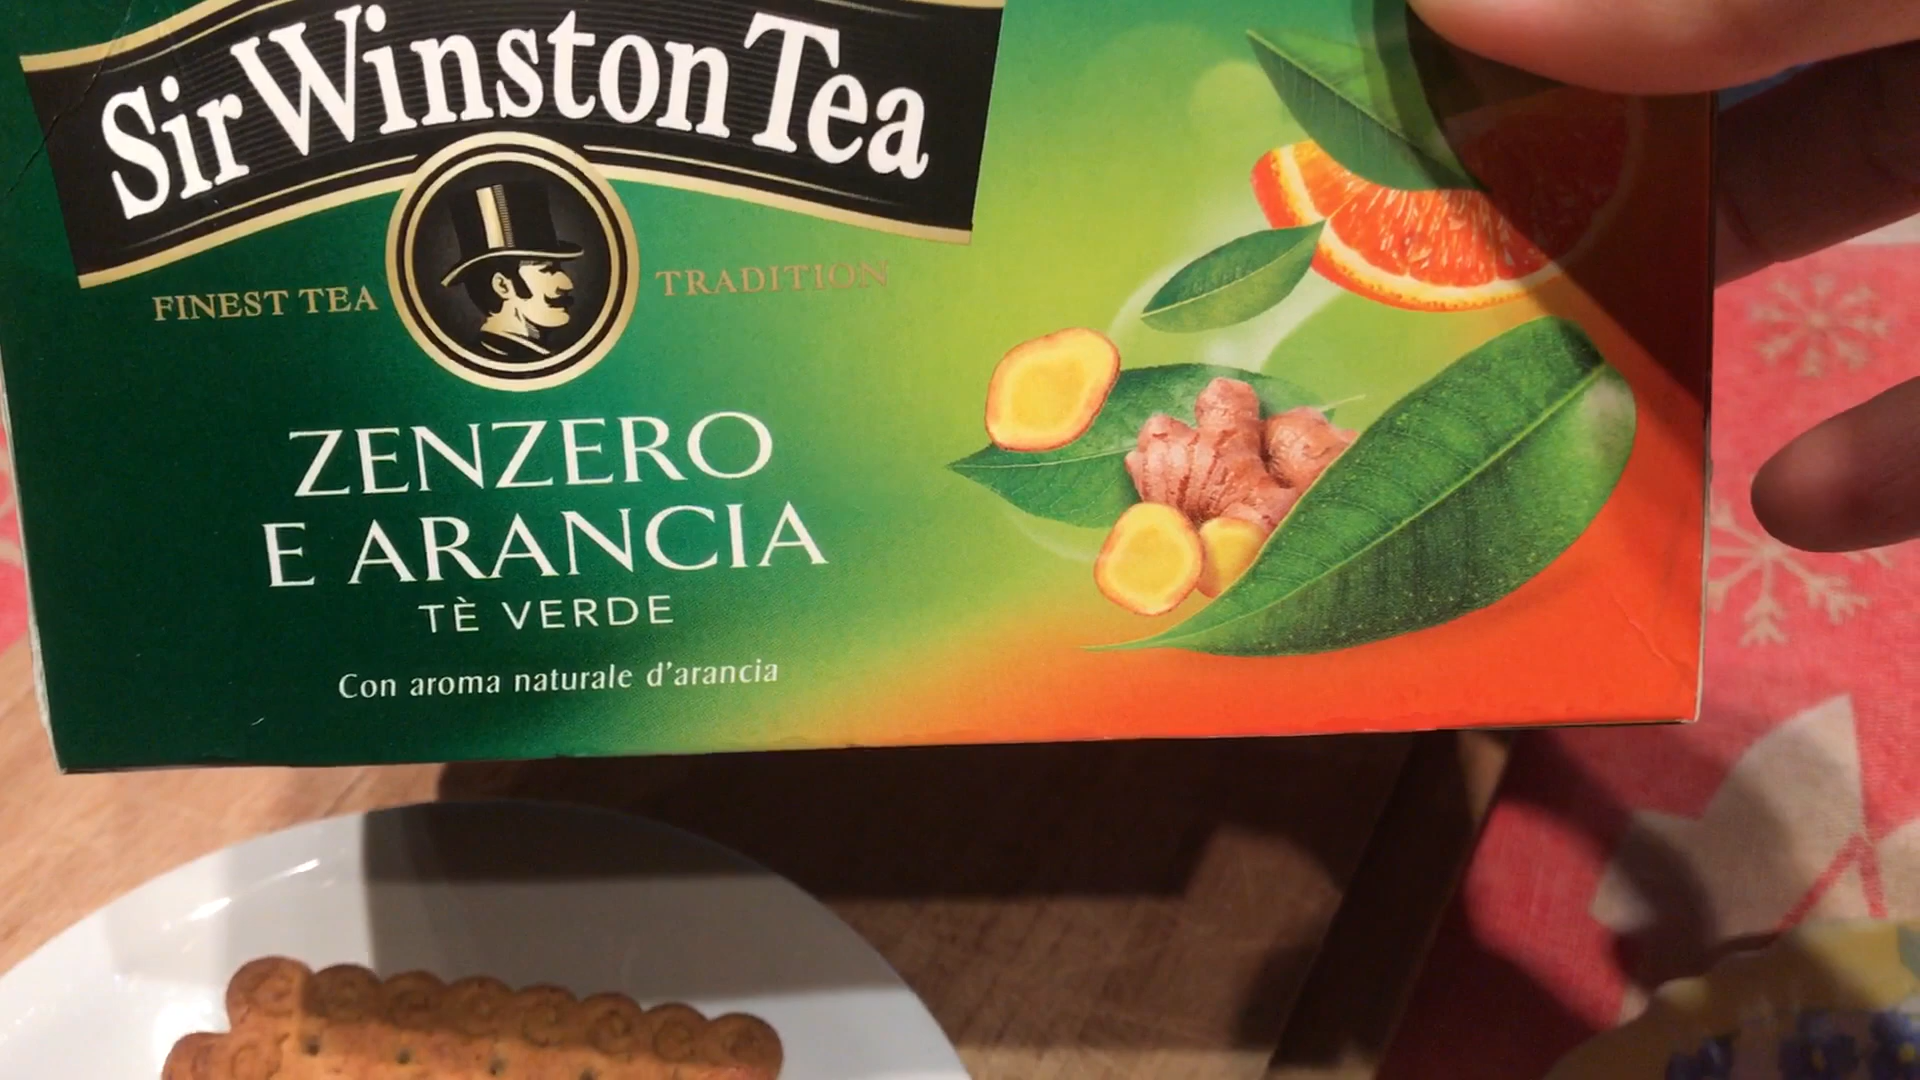 Sir Winston Tea
FINEST TEA TRADITION
ZENZERO
E ARANCIA
TÈ VERDE
Con aroma naturale d'arancia